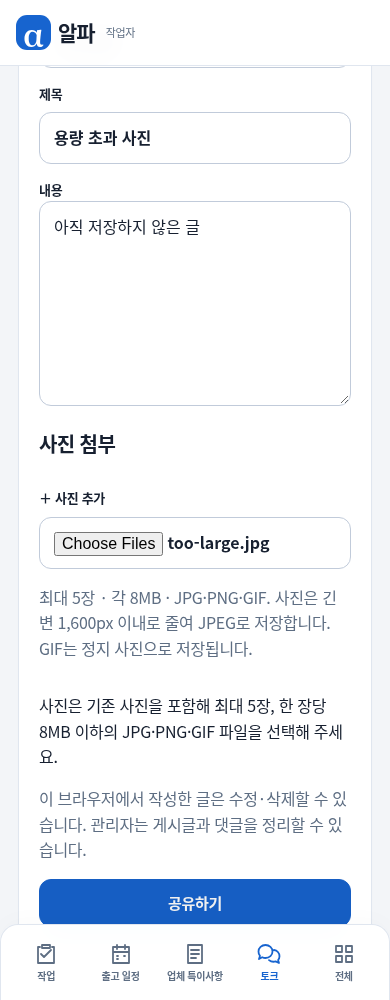 α 알파 작업자
제목
용량 초과 사진
내용
아직 저장하지 않은 글
사진 첨부
+ 사진 추가
Choose Files too-large.jpg
최대 5장 · 각 8MB · JPG·PNG·GIF. 사진은 긴
변 1,600px 이내로 줄여 JPEG로 저장합니다.
GIF는 정지 사진으로 저장됩니다.
사진은 기존 사진을 포함해 최대 5장, 한 장당
8MB 이하의 JPG·PNG·GIF 파일을 선택해 주세
요.
이 브라우저에서 작성한 글은 수정·삭제할 수 있
습니다. 관리자는 게시글과 댓글을 정리할 수 있
습니다.
공유하기
작업 출고 일정 업체 특이사항 토크 전체